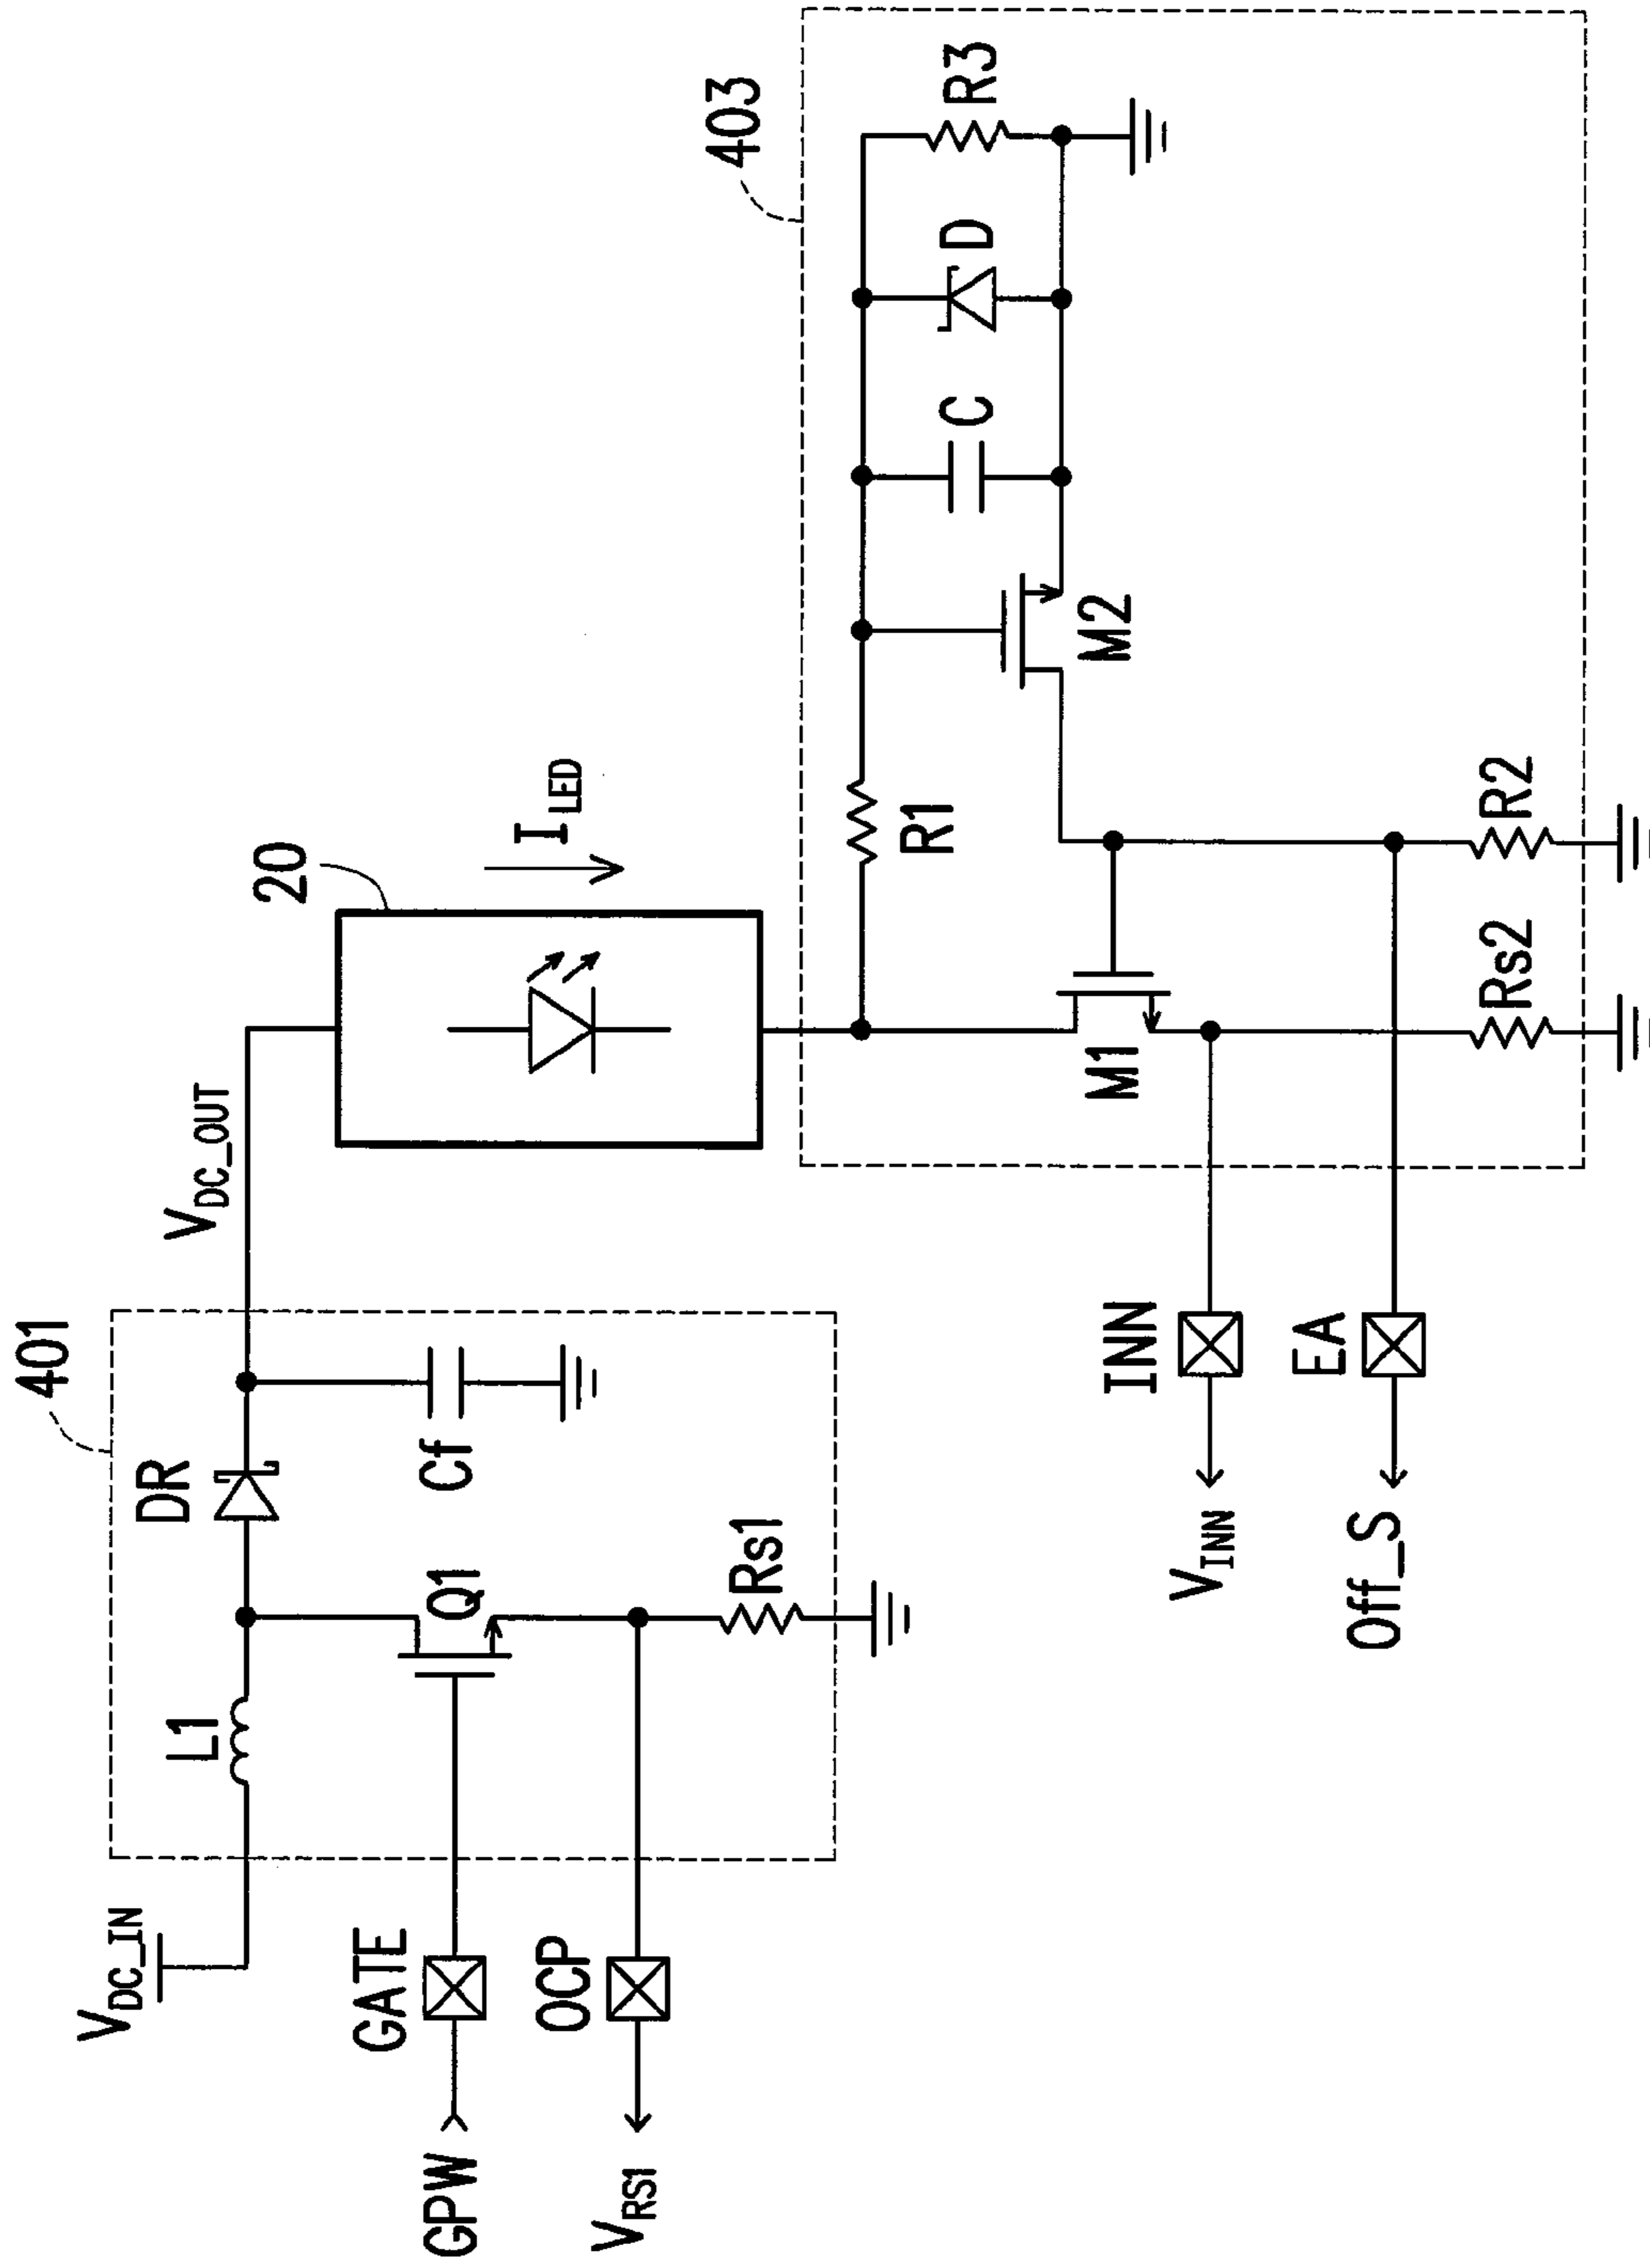 401
V_DC_IN
L1
DR
V_DC_OUT
20
I_LED
403
GPW
GATE
Q1
Cf
V_RS1
OCP
Rs1
R1
C
D
R3
M2
M1
INN
V_INN
EA
Off_S
Rs2
R2